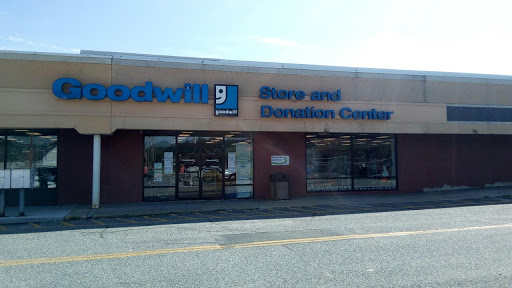 Goodwill
goodwill
Store and
Donation Center